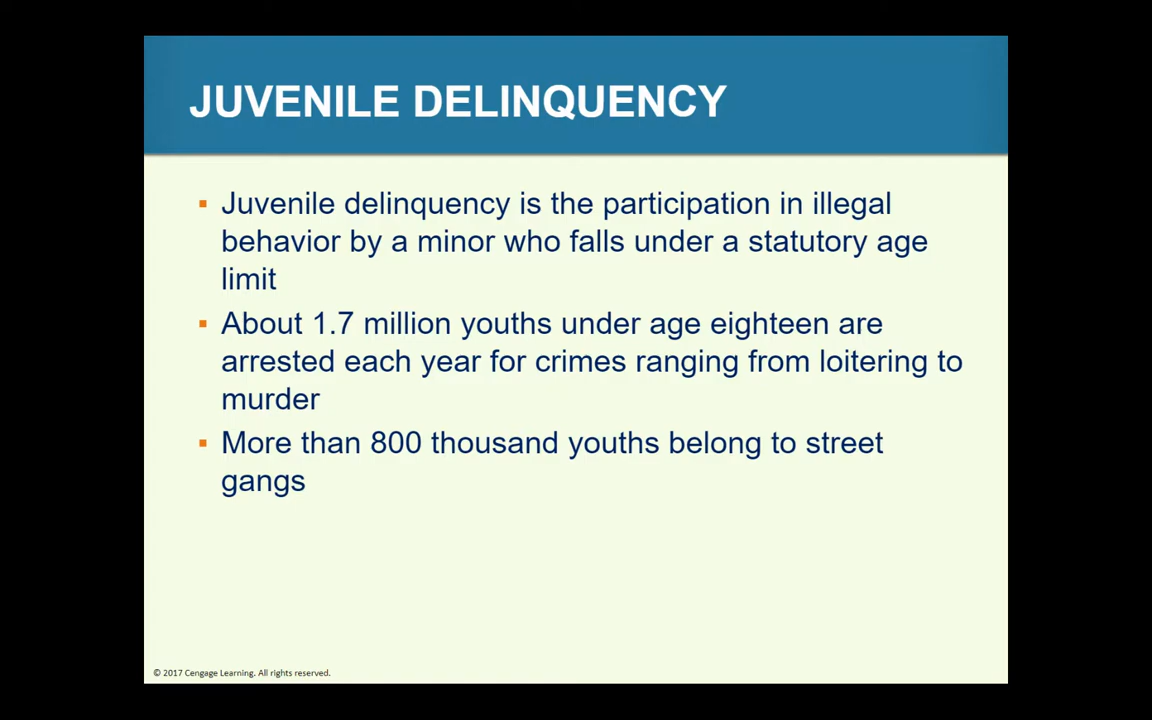 JUVENILE DELINQUENCY
▪ Juvenile delinquency is the participation in illegal
behavior by a minor who falls under a statutory age
limit
▪ About 1.7 million youths under age eighteen are
arrested each year for crimes ranging from loitering to
murder
▪ More than 800 thousand youths belong to street
gangs
© 2017 Cengage Learning. All rights reserved.